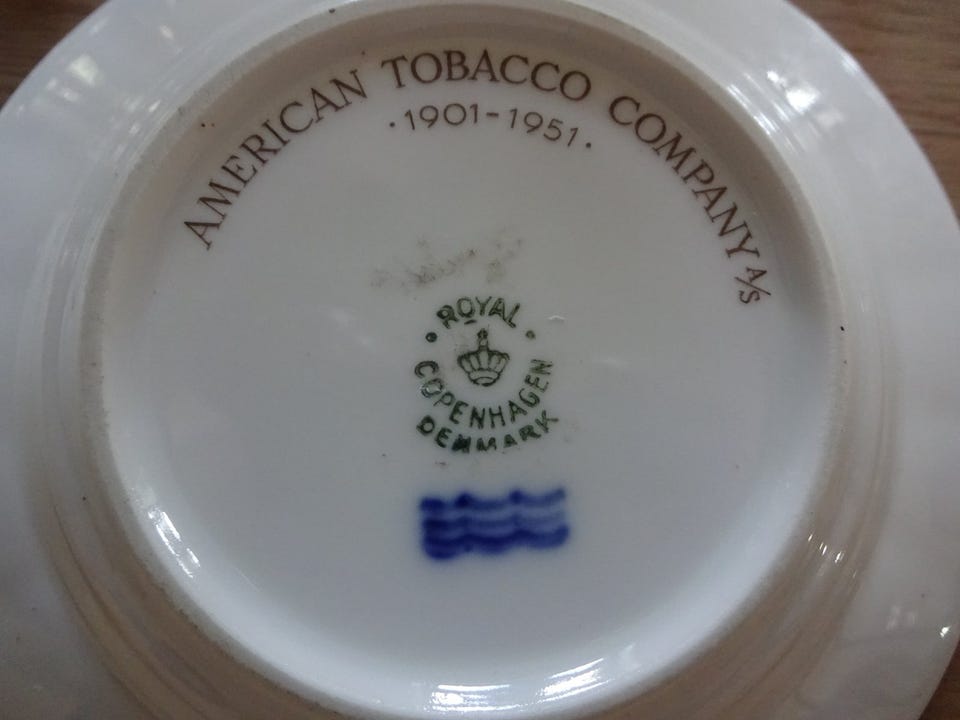 AMERICAN TOBACCO COMPANY A/S
·1901-1951·
· ROYAL ·
COPENHAGEN
DENMARK